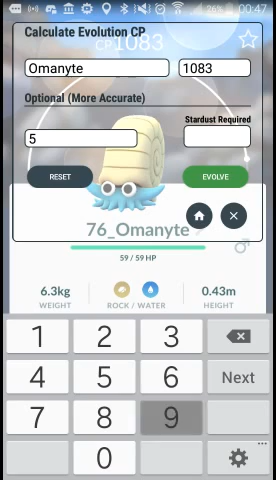 26% 00:47
Calculate Evolution CP
CP1083
Omanyte 1083
Optional (More Accurate)
Stardust Required
5
RESET EVOLVE
76_Omanyte
59 / 59 HP
6.3kg ROCK / WATER 0.43m
WEIGHT HEIGHT
1 2 3
4 5 6 Next
7 8 9
0